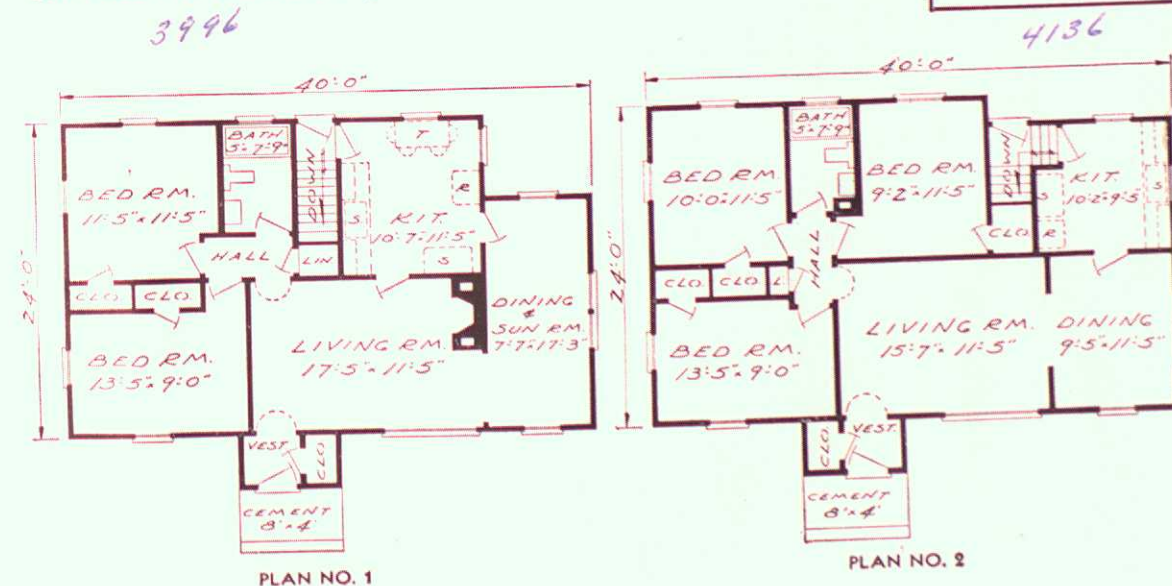 3996
4136
40'-0"
24'-0"
BATH
5'-7'-9"
BED RM.
11'-5"x11'-5"
DOWN
T
R
S
KIT.
10'-7"-11'-5"
S
HALL
LIN
CLO.
CLO.
BED RM.
13'-5"x9'-0"
LIVING RM.
17'-5"x11'-5"
DINING
&
SUN RM.
7'-7"x17'-3"
VEST.
CLO.
CEMENT
8'x4'
PLAN NO. 1
40'-0"
24'-0"
BATH
5'-7'-9"
BED RM.
10'-0"x11'-5"
BED RM.
9'-2"x11'-5"
DOWN
KIT.
10'-2"-9'-5"
S
R
S
CLO.
HALL
CLO.
CLO.
L
BED RM.
13'-5"x9'-0"
LIVING RM.
15'-7"x11'-5"
DINING
9'-5"x11'-5"
CLO.
VEST.
CEMENT
8'x4'
PLAN NO. 2